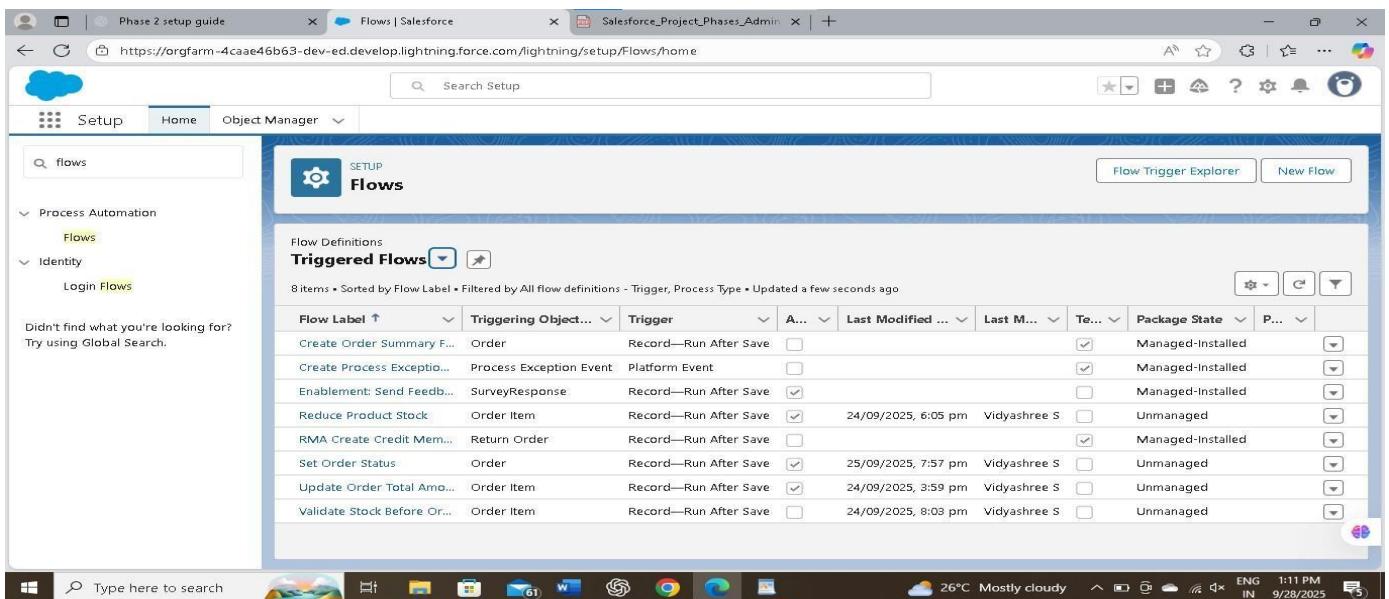 Phase 2 setup guide
Flows | Salesforce
Salesforce_Project_Phases_Admin
https://orgfarm-4caae46b63-dev-ed.develop.lightning.force.com/lightning/setup/Flows/home
Search Setup
Setup Home Object Manager
flows
Process Automation
Flows
Identity
Login Flows
Didn't find what you're looking for?
Try using Global Search.
SETUP
Flows
Flow Trigger Explorer
New Flow
Flow Definitions
Triggered Flows
8 items • Sorted by Flow Label • Filtered by All flow definitions - Trigger, Process Type • Updated a few seconds ago
Flow Label ↑ Triggering Object... Trigger A... Last Modified ... Last M... Te... Package State P...
Create Order Summary F... Order Record—Run After Save Managed-Installed
Create Process Exceptio... Process Exception Event Platform Event Managed-Installed
Enablement: Send Feedb... SurveyResponse Record—Run After Save Managed-Installed
Reduce Product Stock Order Item Record—Run After Save 24/09/2025, 6:05 pm Vidyashree S Unmanaged
RMA Create Credit Mem... Return Order Record—Run After Save Managed-Installed
Set Order Status Order Record—Run After Save 25/09/2025, 7:57 pm Vidyashree S Unmanaged
Update Order Total Amo... Order Item Record—Run After Save 24/09/2025, 3:59 pm Vidyashree S Unmanaged
Validate Stock Before Or... Order Item Record—Run After Save 24/09/2025, 8:03 pm Vidyashree S Unmanaged
Type here to search
61
26°C Mostly cloudy
ENG
IN
1:11 PM
9/28/2025
5